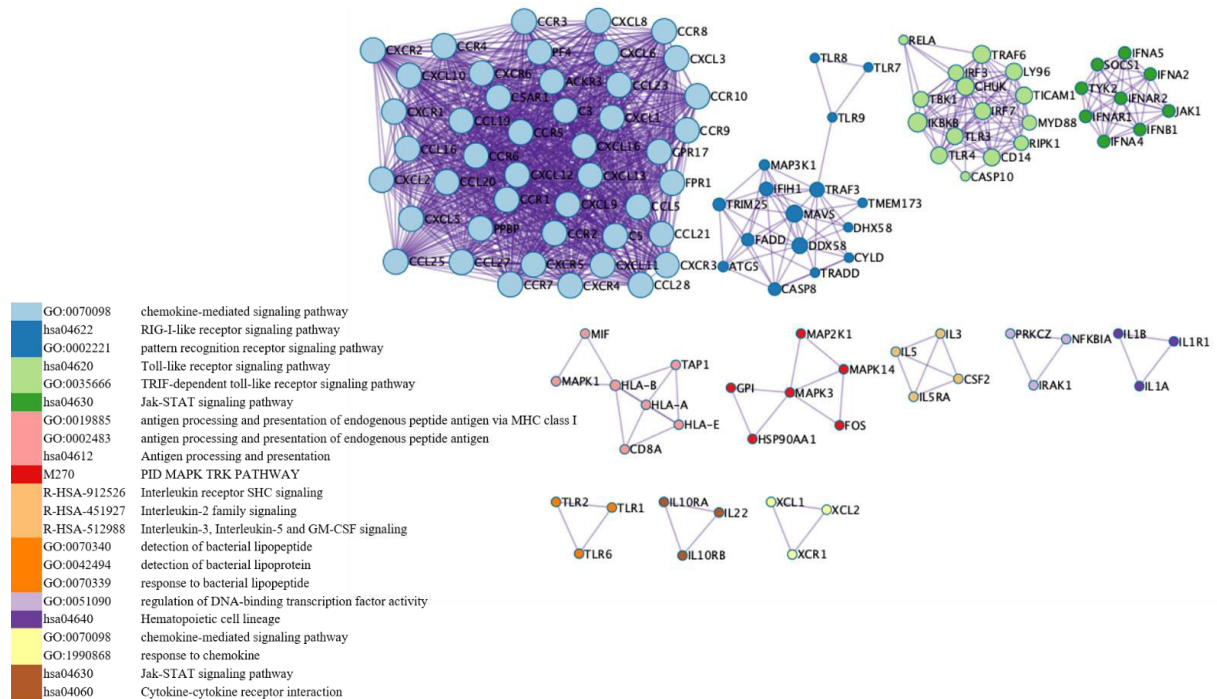 CCR3 CXCL8 CCR8
CXCR2 CCR4 PF4 CXCL6 CXCL3
CXCL10 CXCR6 ACKR3 CCL23 CCR10
C5AR1 C3 CXCL1
CXCR1 CCL19 CCR5 CCR9
CCL16 CCR6 CXCL16 GPR17
CXCL2 CCL20 CXCL12 CXCL13 FPR1
CCR1 CXCL9 CCL5
CXCL5 PPBP CCR2 C5 CCL21
CCL25 CCL27 CXCR5 CXCL11 CXCR3
CCR7 CXCR4 CCL28
TLR8
TLR7
TLR9
MAP3K1
IFIH1 TRAF3
TRIM25 MAVS TMEM173
DHX58
FADD DDX58
CYLD
ATG5 TRADD
CASP8
RELA
TRAF6
IRF3 LY96
CHUK
TBK1 TICAM1
IRF7
IKBKB MYD88
TLR3 RIPK1
TLR4 CD14
CASP10
IFNA5
SOCS1
IFNA2
TYK2
IFNAR2
JAK1
IFNAR1
IFNB1
IFNA4
MIF
TAP1
MAPK1 HLA-B
HLA-A
HLA-E
CD8A
MAP2K1
MAPK14
GPI MAPK3
FOS
HSP90AA1
IL3
IL5
CSF2
IL5RA
PRKCZ
NFKBIA
IRAK1
IL1B
IL1R1
IL1A
TLR2
TLR1
TLR6
IL10RA
IL22
IL10RB
XCL1
XCL2
XCR1
GO:0070098 chemokine-mediated signaling pathway
hsa04622 RIG-I-like receptor signaling pathway
GO:0002221 pattern recognition receptor signaling pathway
hsa04620 Toll-like receptor signaling pathway
GO:0035666 TRIF-dependent toll-like receptor signaling pathway
hsa04630 Jak-STAT signaling pathway
GO:0019885 antigen processing and presentation of endogenous peptide antigen via MHC class I
GO:0002483 antigen processing and presentation of endogenous peptide antigen
hsa04612 Antigen processing and presentation
M270 PID MAPK TRK PATHWAY
R-HSA-912526 Interleukin receptor SHC signaling
R-HSA-451927 Interleukin-2 family signaling
R-HSA-512988 Interleukin-3, Interleukin-5 and GM-CSF signaling
GO:0070340 detection of bacterial lipopeptide
GO:0042494 detection of bacterial lipoprotein
GO:0070339 response to bacterial lipopeptide
GO:0051090 regulation of DNA-binding transcription factor activity
hsa04640 Hematopoietic cell lineage
GO:0070098 chemokine-mediated signaling pathway
GO:1990868 response to chemokine
hsa04630 Jak-STAT signaling pathway
hsa04060 Cytokine-cytokine receptor interaction